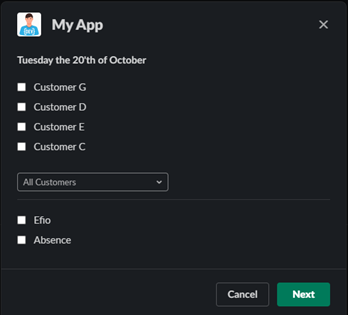 My App
Tuesday the 20'th of October
Customer G
Customer D
Customer E
Customer C
All Customers
Efio
Absence
Cancel
Next